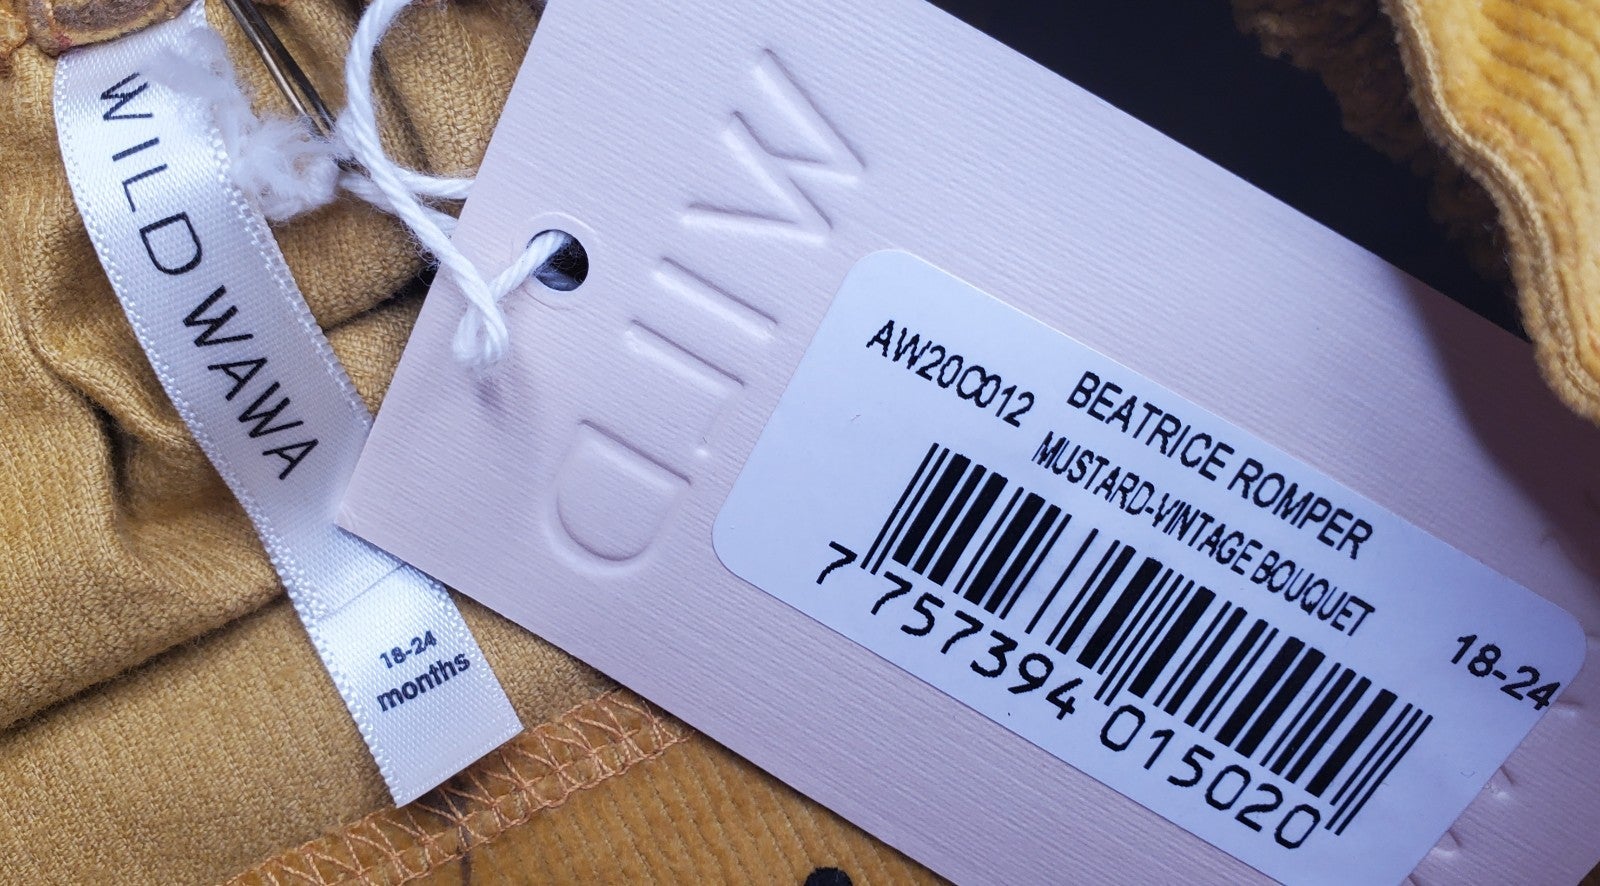 WILD WAWA
18-24
months
WILD
AW20C012
BEATRICE ROMPER
MUSTARD-VINTAGE BOUQUET
18-24
7 757394 015020